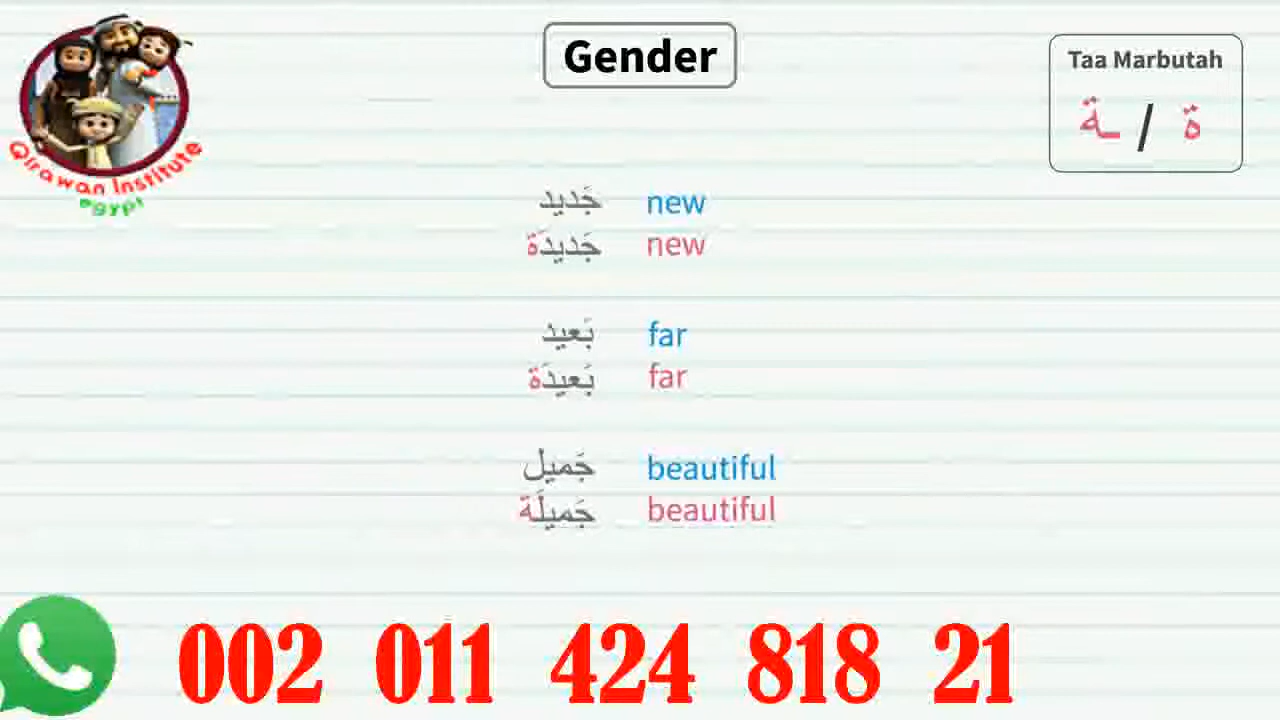 Gender
Taa Marbutah
ة / ـة
Qirawan Institute
egypt
جَديد new
جَديدَة new
بَعيد far
بَعيدَة far
جَميل beautiful
جَميلَة beautiful
002 011 424 818 21